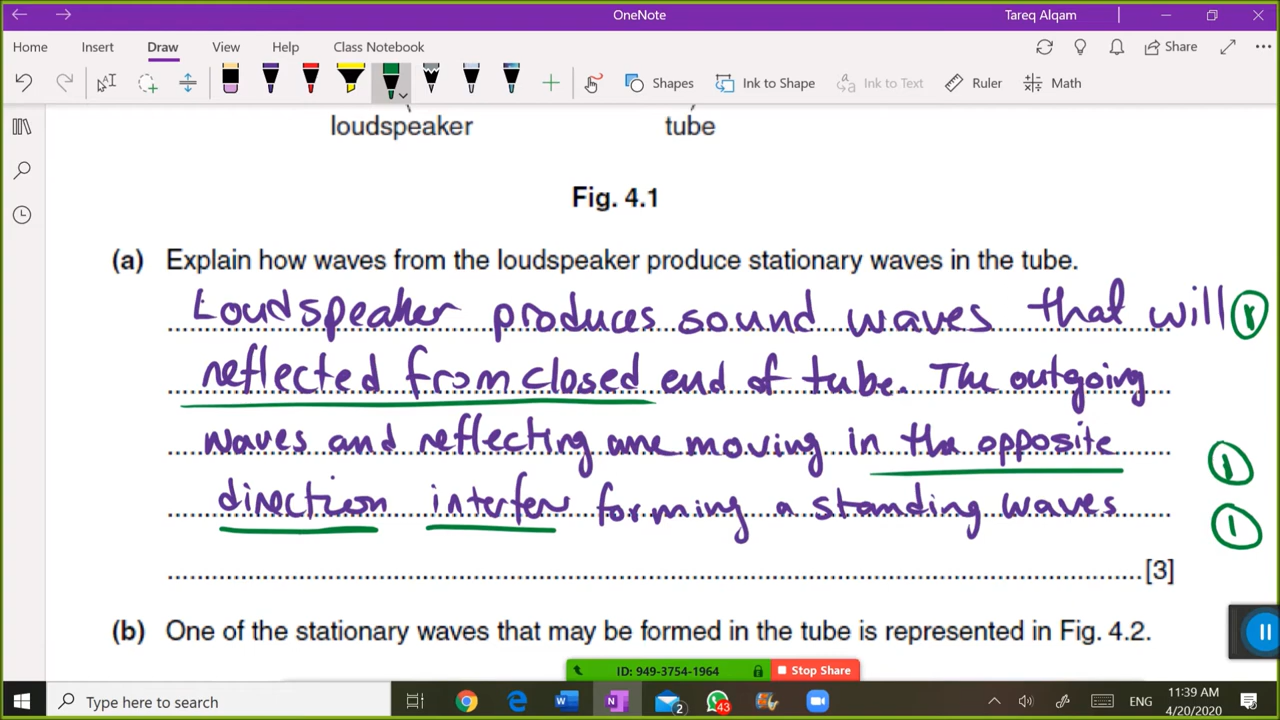 OneNote
Tareq Alqam
Home Insert Draw View Help Class Notebook Share
Shapes Ink to Shape Ink to Text Ruler Math
loudspeaker tube
Fig. 4.1
(a) Explain how waves from the loudspeaker produce stationary waves in the tube.
Loudspeaker produces sound waves that will 1
reflected from closed end of tube. The outgoing
waves and reflecting are moving in the opposite 1
direction interfer forming a standing waves 1
[3]
(b) One of the stationary waves that may be formed in the tube is represented in Fig. 4.2.
ID: 949-3754-1964 Stop Share
Type here to search 2 43 ENG 11:39 AM
4/20/2020